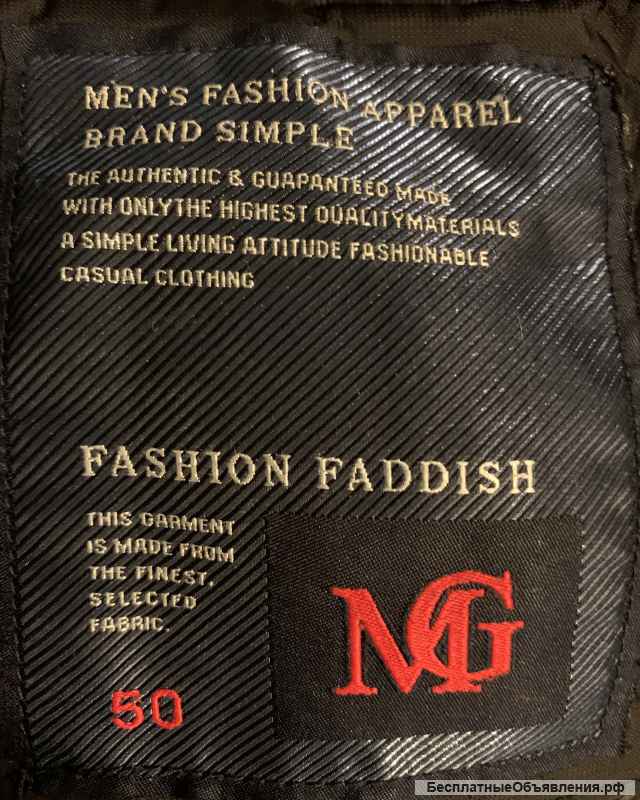 MEN'S FASHION APPAREL
BRAND SIMPLE
THE AUTHENTIC & GUAPANTEED MADE
WITH ONLYTHE HIGHEST QUALITYMATERIALS
A SIMPLE LIVING ATTITUDE FASHIONABLE
CASUAL CLOTHING
FASHION FADDISH
THIS GARMENT
IS MADE FROM
THE FINEST,
SELECTED
FABRIC.
MG
50
БесплатныеОбъявления.рф